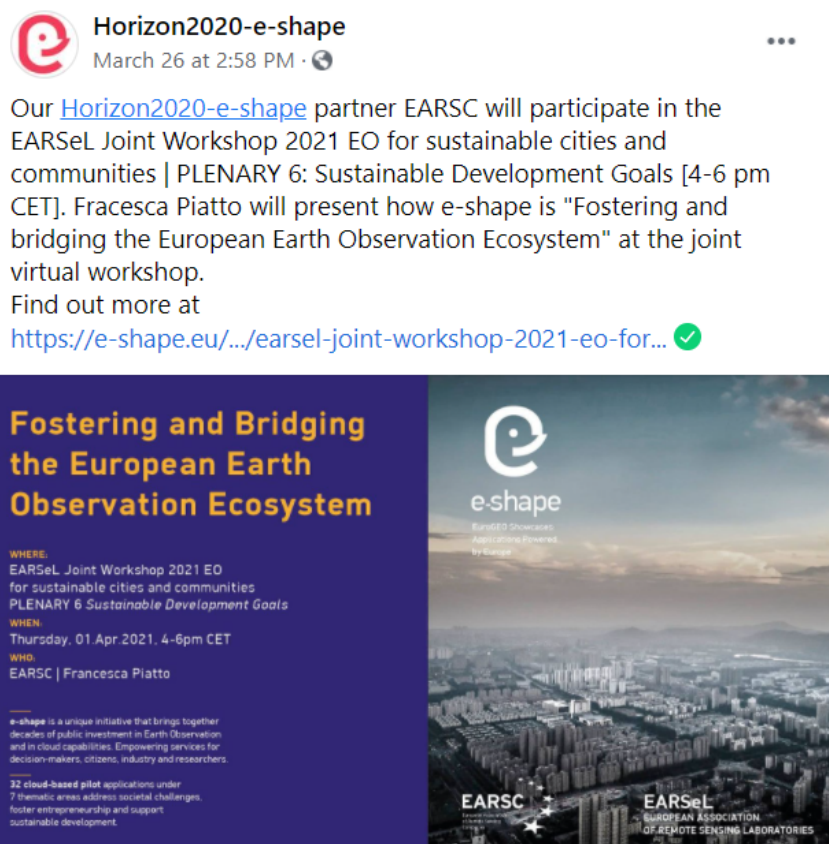 Horizon2020-e-shape
March 26 at 2:58 PM ·
Our Horizon2020-e-shape partner EARSC will participate in the
EARSeL Joint Workshop 2021 EO for sustainable cities and
communities | PLENARY 6: Sustainable Development Goals [4-6 pm
CET]. Fracesca Piatto will present how e-shape is "Fostering and
bridging the European Earth Observation Ecosystem" at the joint
virtual workshop.
Find out more at
https://e-shape.eu/.../earsel-joint-workshop-2021-eo-for...
Fostering and Bridging
the European Earth
Observation Ecosystem
WHERE:
EARSeL Joint Workshop 2021 EO
for sustainable cities and communities
PLENARY 6 Sustainable Development Goals
WHEN:
Thursday, 01.Apr.2021, 4-6pm CET
WHO:
EARSC | Francesca Piatto
e-shape is a unique initiative that brings together
decades of public investment in Earth Observation
and in cloud capabilities. Empowering services for
decision-makers, citizens, industry and researchers.
32 cloud-based pilot applications under
7 thematic areas address societal challenges,
foster entrepreneurship and support
sustainable development.
e-shape
EuroGEO Showcases
Applications Powered
by Europe
EARSC
EARSeL
EUROPEAN ASSOCIATION
OF REMOTE SENSING LABORATORIES